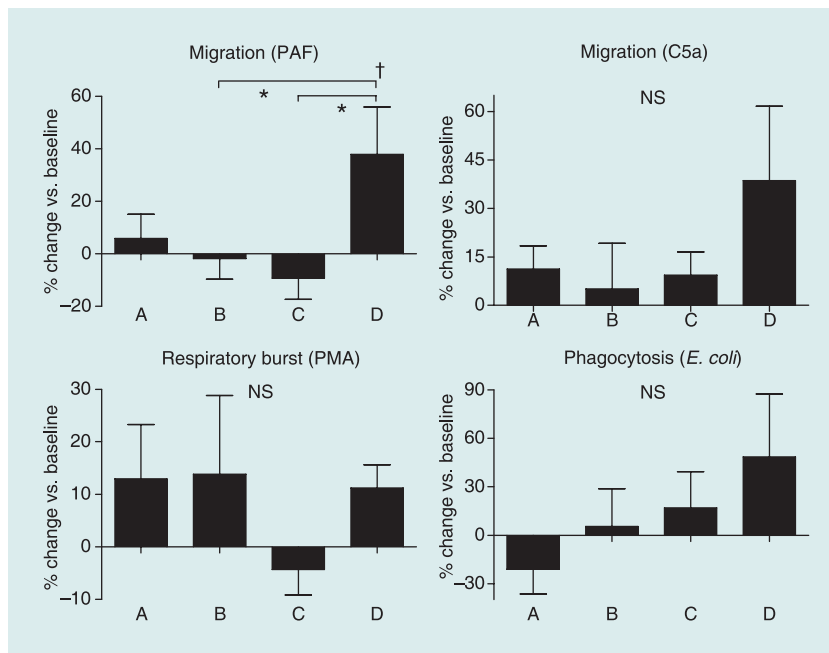 Migration (PAF)
†
*
*
% change vs. baseline
60
40
20
0
–20
A B C D
Migration (C5a)
NS
% change vs. baseline
60
45
30
15
0
A B C D
Respiratory burst (PMA)
NS
% change vs. baseline
30
20
10
0
–10
A B C D
Phagocytosis (E. coli)
NS
% change vs. baseline
90
60
30
0
–30
A B C D